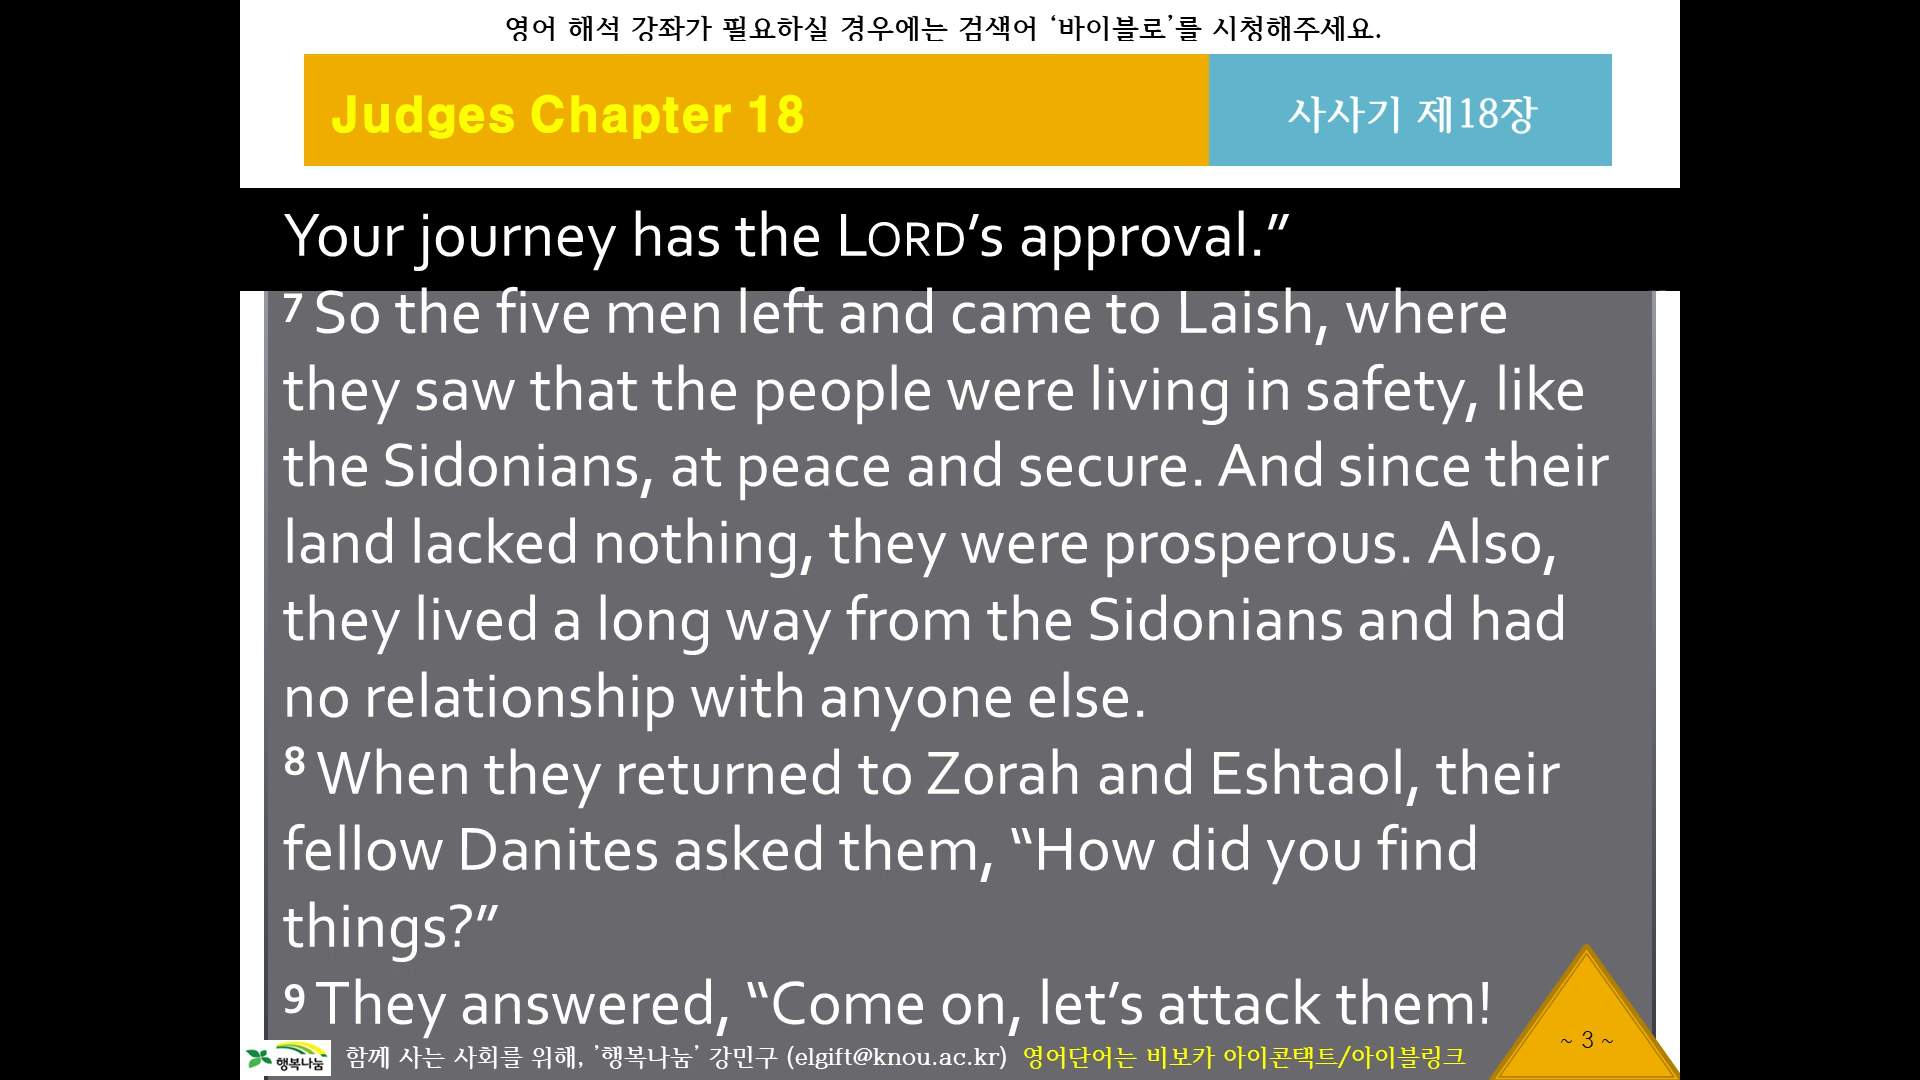 영어 해석 강좌가 필요하실 경우에는 검색어 ‘바이블로’를 시청해주세요.
Judges Chapter 18
사사기 제18장
Your journey has the LORD’s approval.”
7 So the five men left and came to Laish, where
they saw that the people were living in safety, like
the Sidonians, at peace and secure. And since their
land lacked nothing, they were prosperous. Also,
they lived a long way from the Sidonians and had
no relationship with anyone else.
8 When they returned to Zorah and Eshtaol, their
fellow Danites asked them, “How did you find
things?”
9 They answered, “Come on, let’s attack them!
~ 3 ~
행복나눔
함께 사는 사회를 위해, ’행복나눔’ 강민구 (elgift@knou.ac.kr) 영어단어는 비보카 아이콘택트/아이블링크